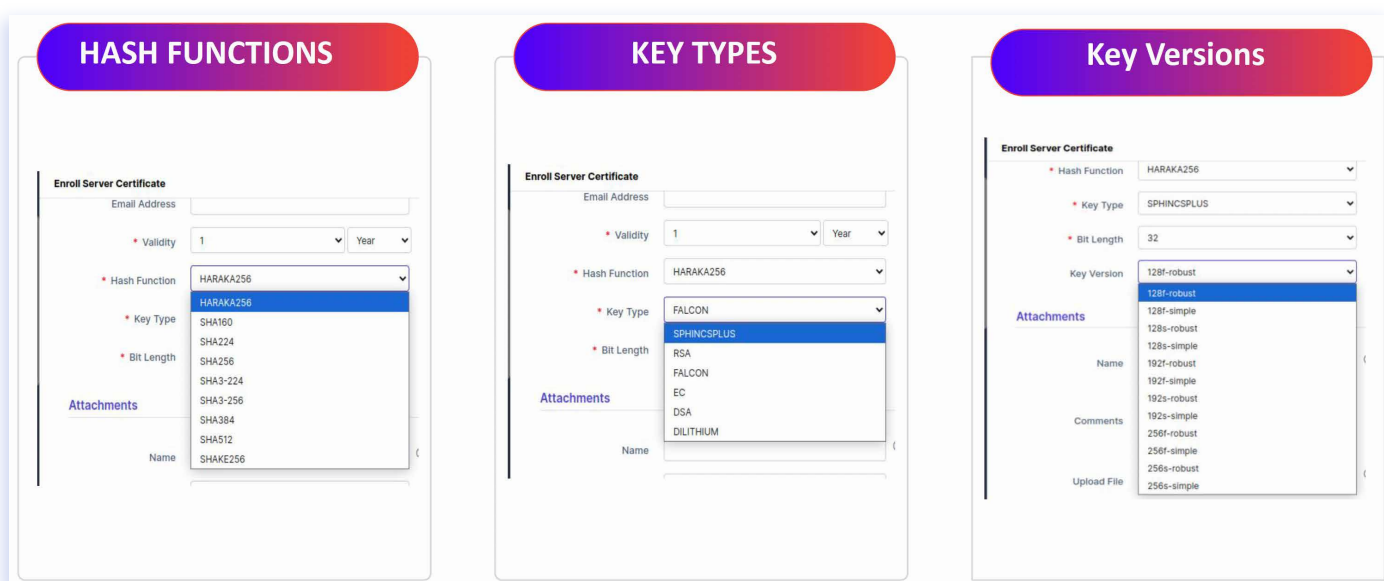 HASH FUNCTIONS
Enroll Server Certificate
Email Address
* Validity 1 Year
* Hash Function HARAKA256
HARAKA256
* Key Type SHA160
SHA224
* Bit Length SHA256
SHA3-224
SHA3-256
Attachments
SHA384
SHA512
Name SHAKE256
KEY TYPES
Enroll Server Certificate
Email Address
* Validity 1 Year
* Hash Function HARAKA256
* Key Type FALCON
SPHINCSPLUS
* Bit Length RSA
FALCON
EC
Attachments
DSA
DILITHIUM
Name
Key Versions
Enroll Server Certificate
* Hash Function HARAKA256
* Key Type SPHINCSPLUS
* Bit Length 32
Key Version 128f-robust
128f-robust
Attachments 128f-simple
128s-robust
128s-simple
Name 192f-robust
192f-simple
192s-robust
Comments 192s-simple
256f-robust
256f-simple
256s-robust
Upload File 256s-simple